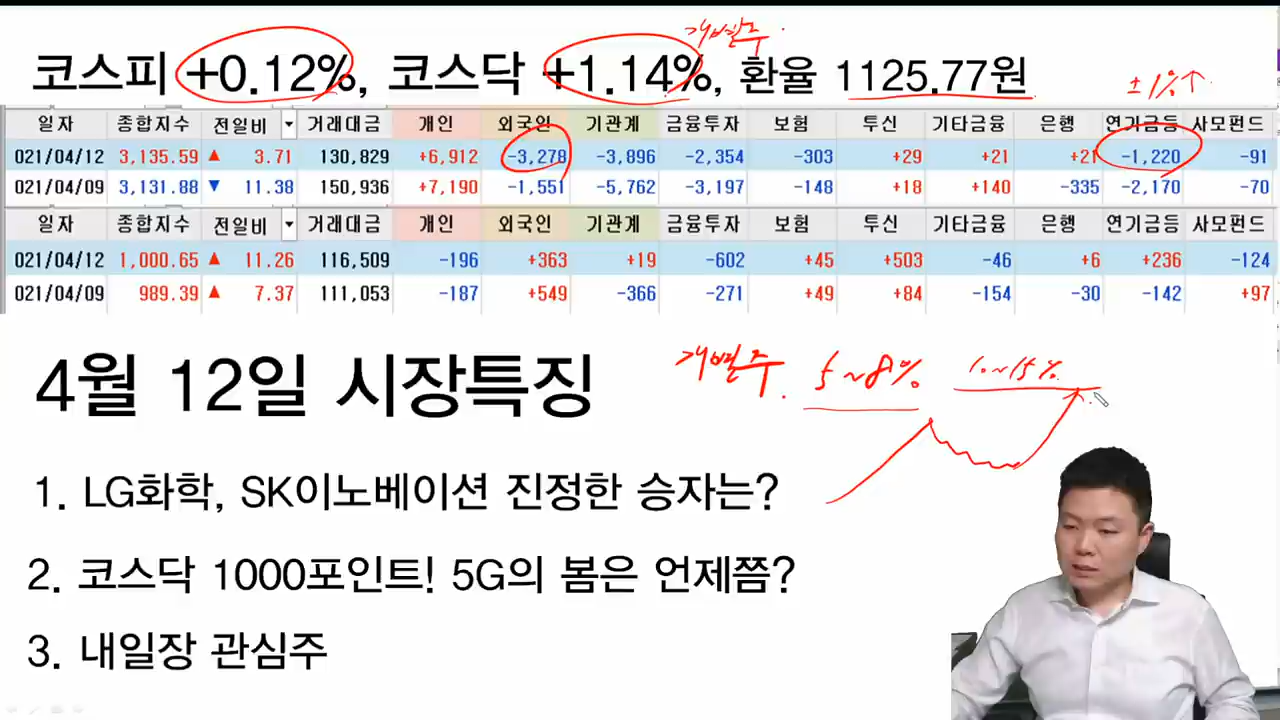 개별주
코스피 +0.12%, 코스닥 +1.14%, 환율 1125.77원
±1%↑
일자 종합지수 전일비 거래대금 개인 외국인 기관계 금융투자 보험 투신 기타금융 은행 연기금등 사모펀드
021/04/12 3,135.59 ▲ 3.71 130,829 +6,912 -3,278 -3,896 -2,354 -303 +29 +21 +21 -1,220 -91
021/04/09 3,131.88 ▼ 11.38 150,936 +7,190 -1,551 -5,762 -3,197 -148 +18 +140 -335 -2,170 -70
일자 종합지수 전일비 거래대금 개인 외국인 기관계 금융투자 보험 투신 기타금융 은행 연기금등 사모펀드
021/04/12 1,000.65 ▲ 11.26 116,509 -196 +363 +19 -602 +45 +503 -46 +6 +236 -124
021/04/09 989.39 ▲ 7.37 111,053 -187 +549 -366 -271 +49 +84 -154 -30 -142 +97
개별주. 5~8% 10~15%
4월 12일 시장특징
1. LG화학, SK이노베이션 진정한 승자는?
2. 코스닥 1000포인트! 5G의 봄은 언제쯤?
3. 내일장 관심주